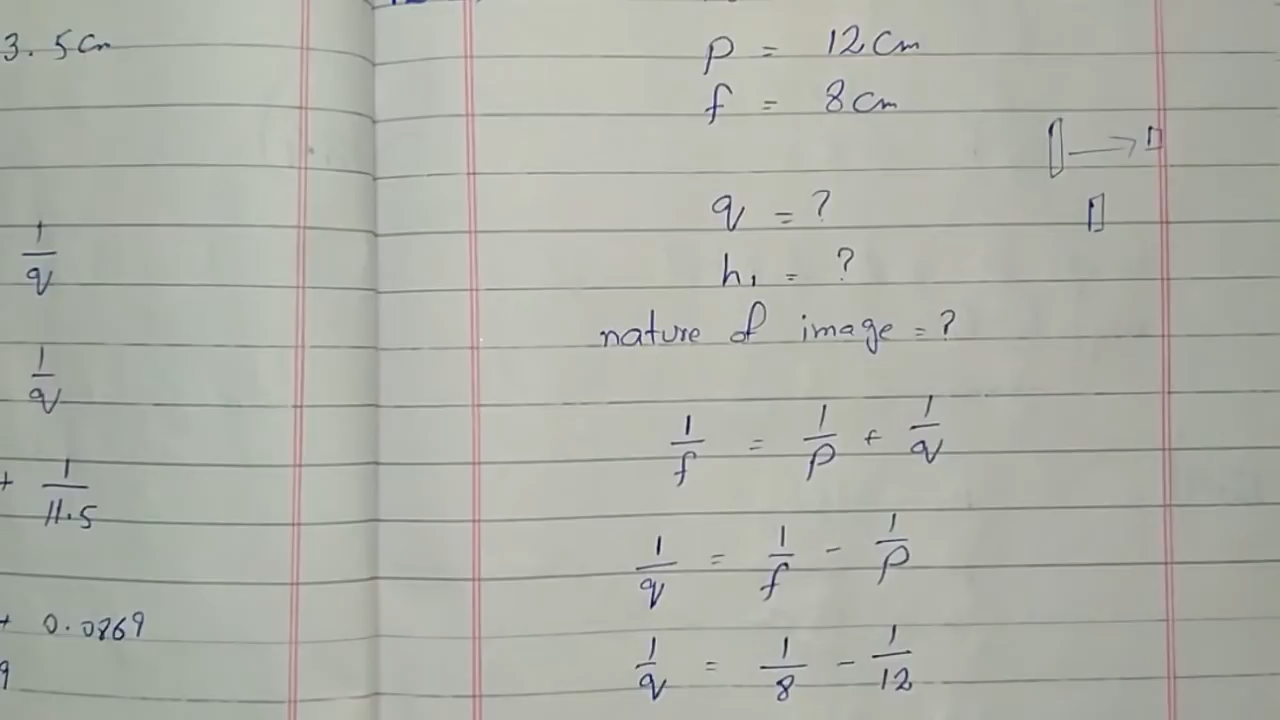 3.5cm
1/q
1/q
+ 1/11.5
+ 0.0869
9
p = 12cm
f = 8cm
q = ?
h, = ?
nature of image = ?
1/f = 1/p + 1/q
1/q = 1/f - 1/p
1/q = 1/8 - 1/12